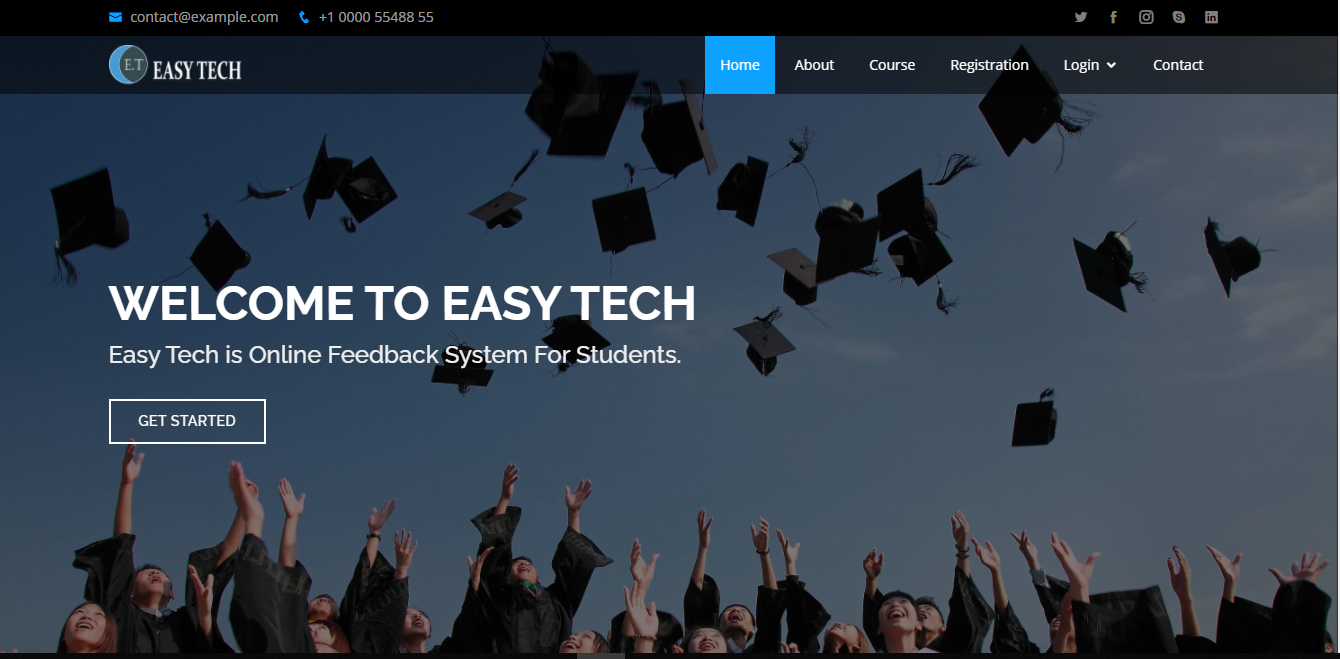 contact@example.com +1 0000 55488 55
E.T EASY TECH
Home About Course Registration Login Contact
WELCOME TO EASY TECH
Easy Tech is Online Feedback System For Students.
GET STARTED